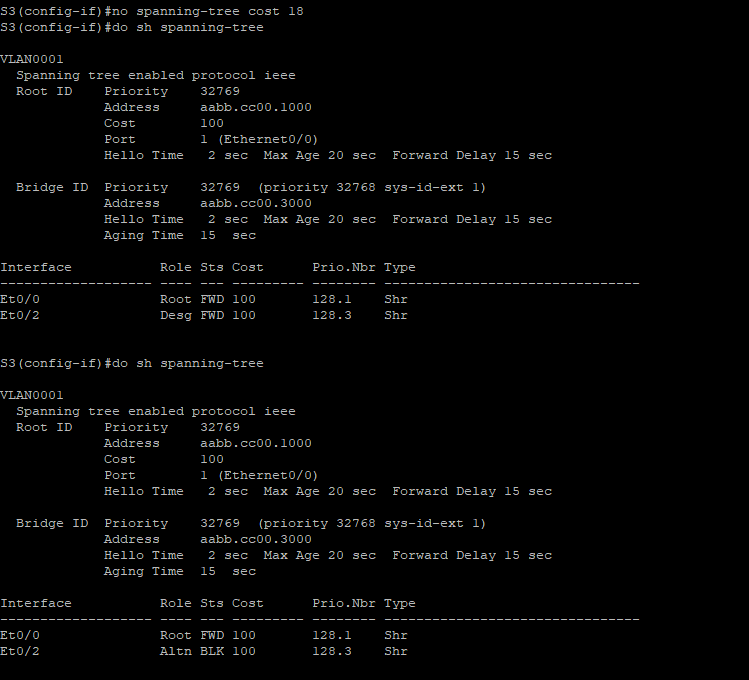 S3(config-if)#no spanning-tree cost 18
S3(config-if)#do sh spanning-tree

VLAN0001
  Spanning tree enabled protocol ieee
  Root ID    Priority    32769
             Address     aabb.cc00.1000
             Cost        100
             Port        1 (Ethernet0/0)
             Hello Time   2 sec  Max Age 20 sec  Forward Delay 15 sec

  Bridge ID  Priority    32769  (priority 32768 sys-id-ext 1)
             Address     aabb.cc00.3000
             Hello Time   2 sec  Max Age 20 sec  Forward Delay 15 sec
             Aging Time  15  sec

Interface           Role Sts Cost      Prio.Nbr Type
------------------- ---- --- --------- -------- --------------------------------
Et0/0               Root FWD 100       128.1    Shr
Et0/2               Desg FWD 100       128.3    Shr


S3(config-if)#do sh spanning-tree

VLAN0001
  Spanning tree enabled protocol ieee
  Root ID    Priority    32769
             Address     aabb.cc00.1000
             Cost        100
             Port        1 (Ethernet0/0)
             Hello Time   2 sec  Max Age 20 sec  Forward Delay 15 sec

  Bridge ID  Priority    32769  (priority 32768 sys-id-ext 1)
             Address     aabb.cc00.3000
             Hello Time   2 sec  Max Age 20 sec  Forward Delay 15 sec
             Aging Time  15  sec

Interface           Role Sts Cost      Prio.Nbr Type
------------------- ---- --- --------- -------- --------------------------------
Et0/0               Root FWD 100       128.1    Shr
Et0/2               Altn BLK 100       128.3    Shr